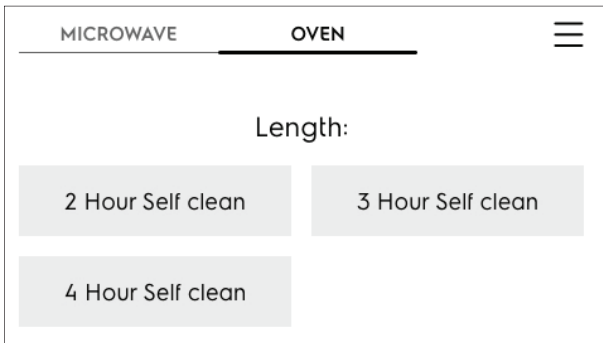 MICROWAVE OVEN
Length:
2 Hour Self clean 3 Hour Self clean
4 Hour Self clean